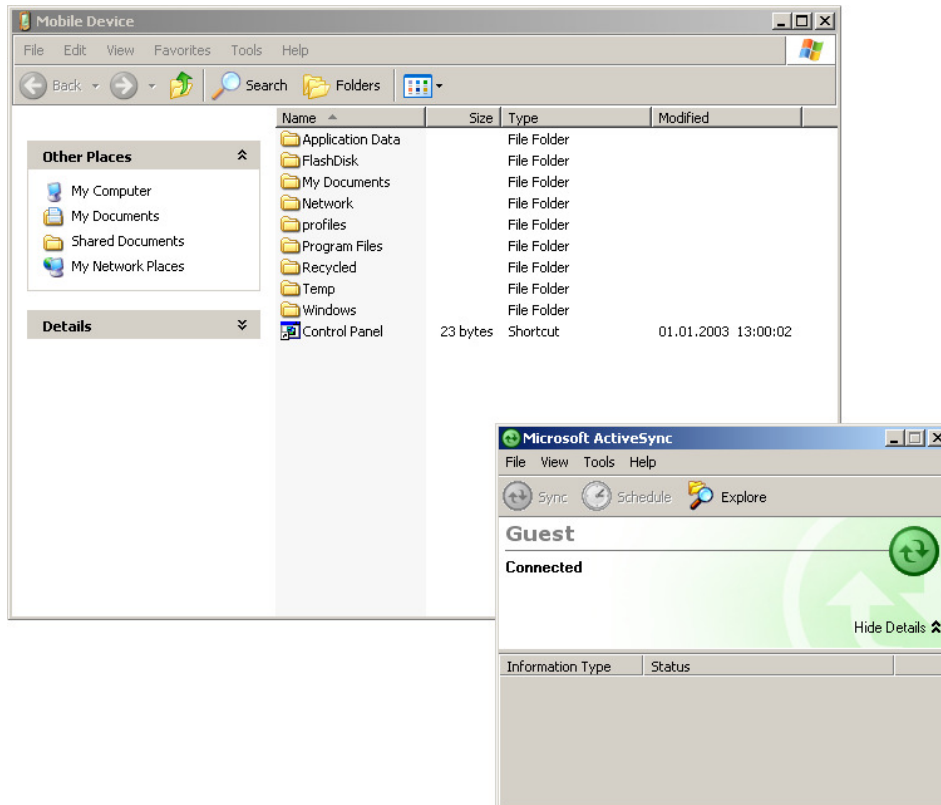 Mobile Device
File Edit View Favorites Tools Help
Back Search Folders
Name Size Type Modified
Other Places
My Computer
My Documents
Shared Documents
My Network Places
Details
Application Data File Folder
FlashDisk File Folder
My Documents File Folder
Network File Folder
profiles File Folder
Program Files File Folder
Recycled File Folder
Temp File Folder
Windows File Folder
Control Panel 23 bytes Shortcut 01.01.2003 13:00:02
Microsoft ActiveSync
File View Tools Help
Sync Schedule Explore
Guest
Connected
Hide Details
Information Type Status